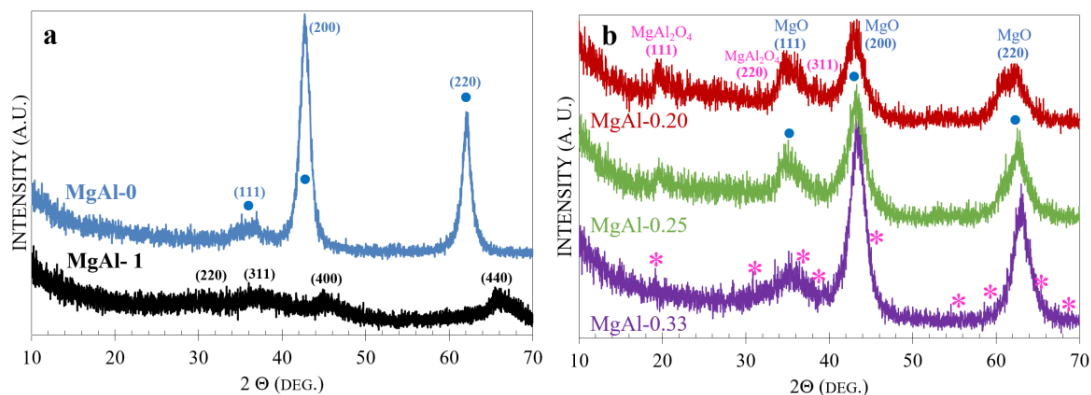 a
(200)
(220)
MgAl-0
(111)
MgAl- 1
(220)
(311)
(400)
(440)
INTENSITY (A.U.)
10 20 30 40 50 60 70
2 Θ (DEG.)
b
MgAl₂O₄
(111)
MgAl₂O₄
(220)
MgO
(111)
(311)
MgO
(200)
MgO
(220)
MgAl-0.20
MgAl-0.25
MgAl-0.33
* * * * * * * * *
INTENSITY (A. U.)
10 20 30 40 50 60 70
2Θ (DEG.)